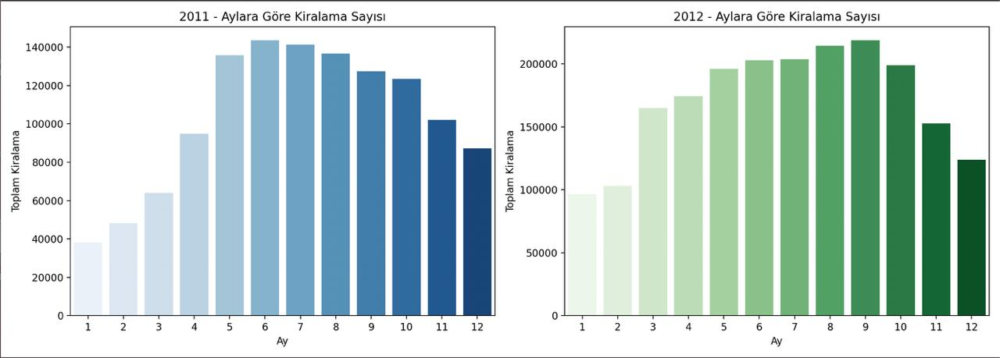 2011 - Aylara Göre Kiralama Sayısı
Toplam Kiralama
140000
120000
100000
80000
60000
40000
20000
0
1 2 3 4 5 6 7 8 9 10 11 12
Ay
2012 - Aylara Göre Kiralama Sayısı
Toplam Kiralama
200000
150000
100000
50000
0
1 2 3 4 5 6 7 8 9 10 11 12
Ay